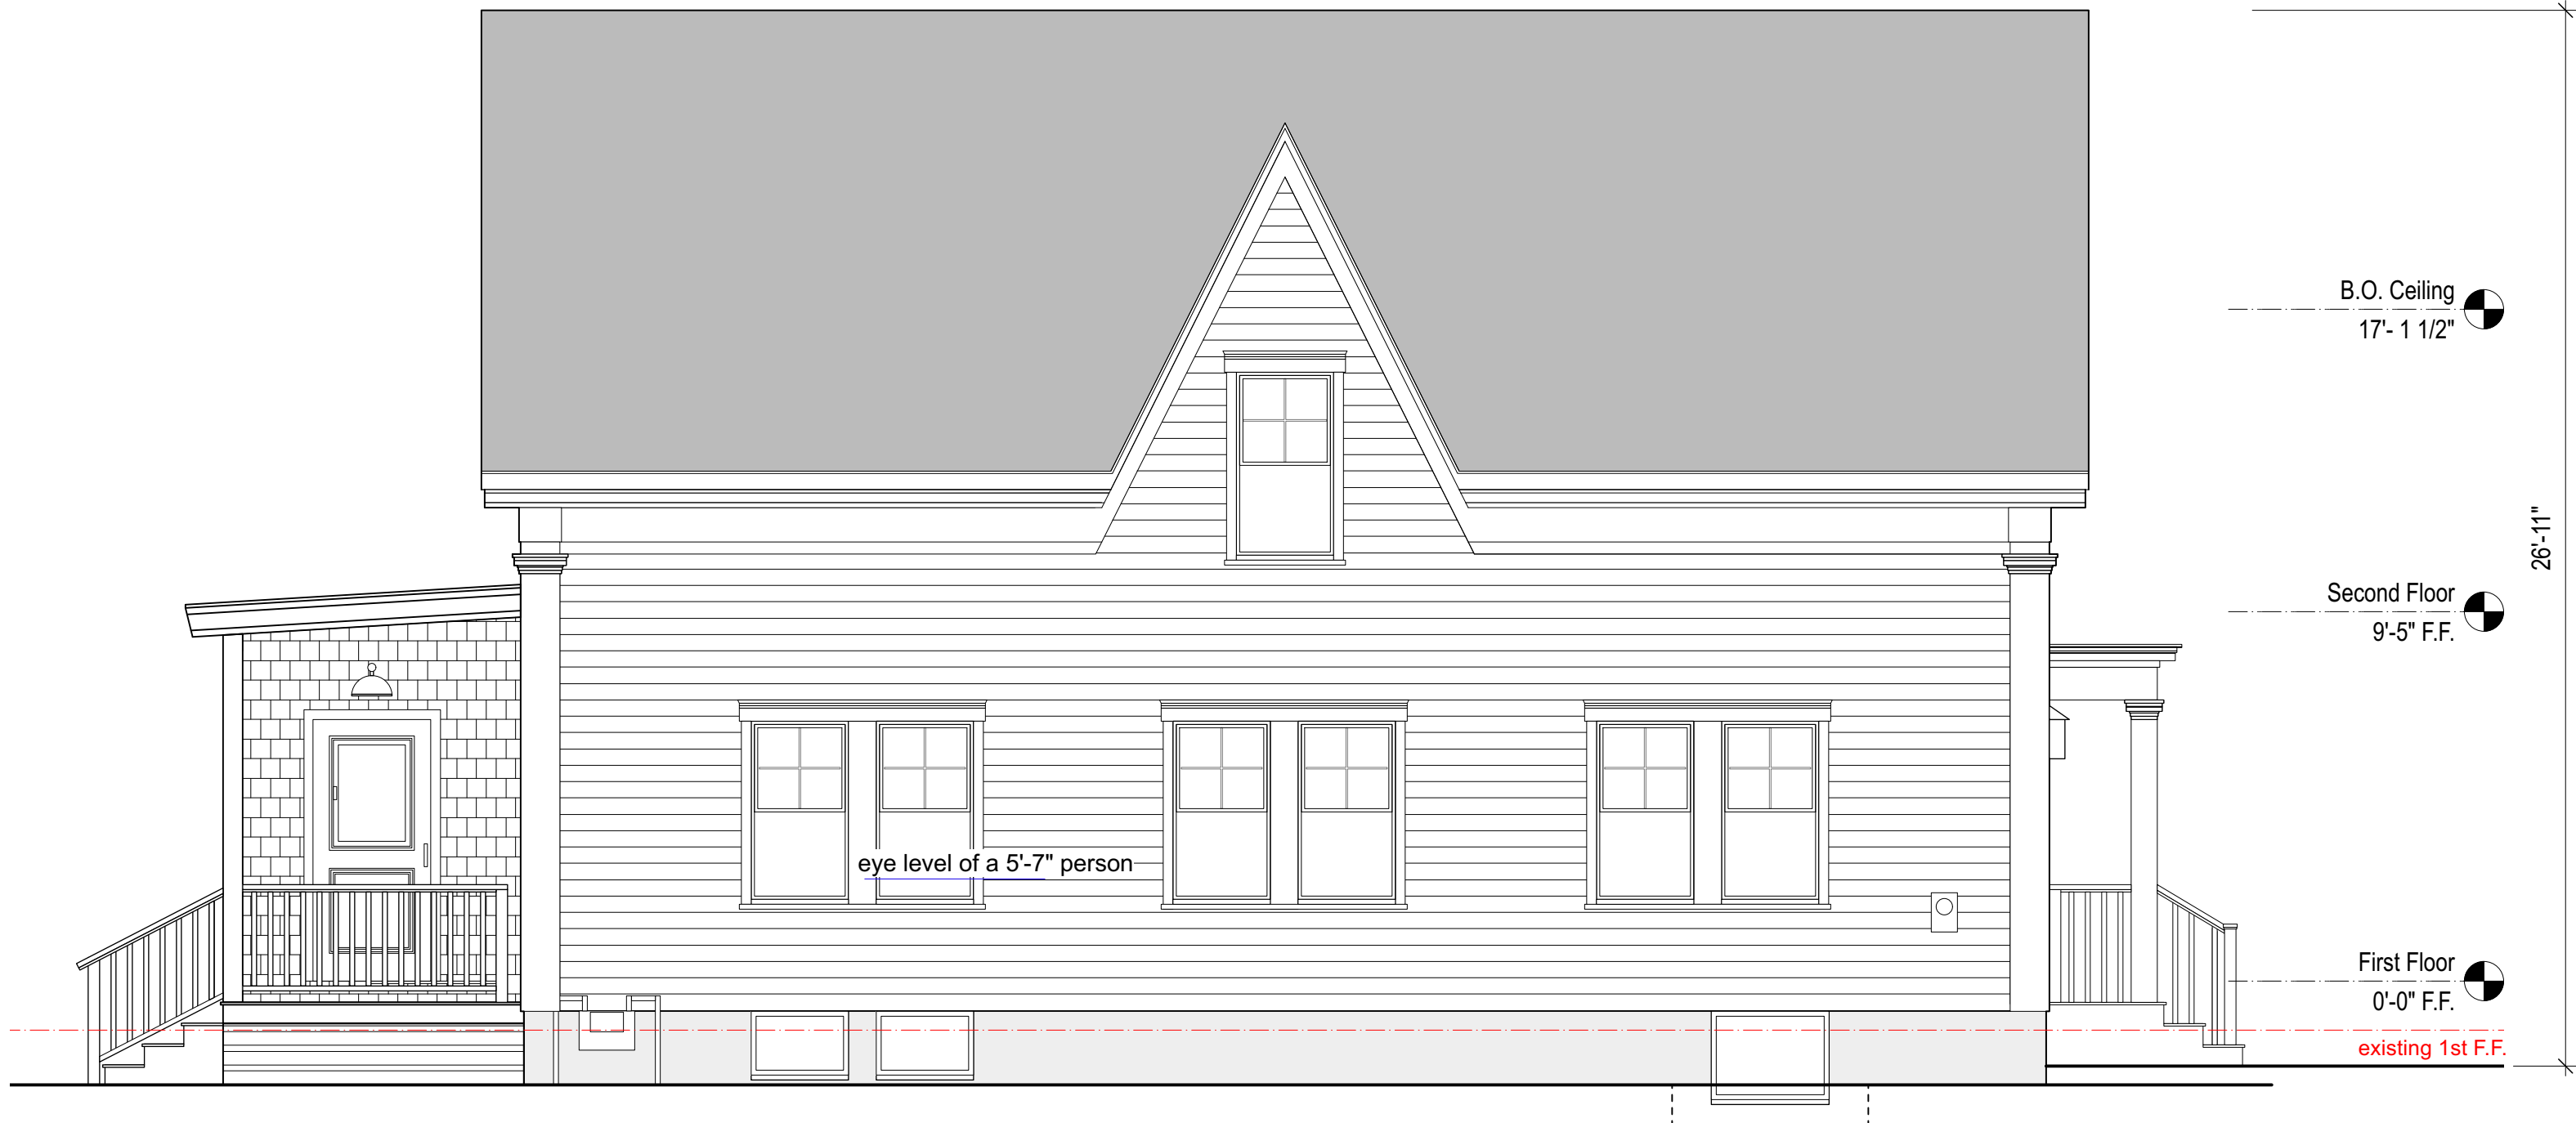 B.O. Ceiling
17'- 1 1/2"
26'-11"
Second Floor
9'-5" F.F.
eye level of a 5'-7" person
First Floor
0'-0" F.F.
existing 1st F.F.